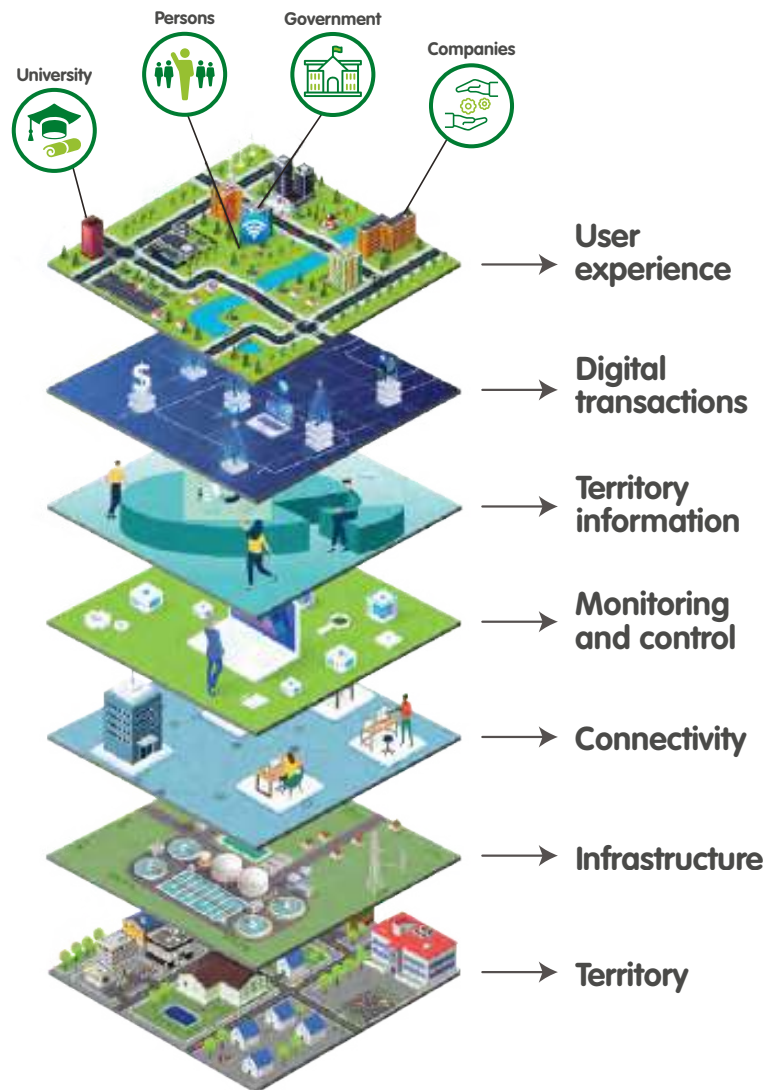 Persons
Government
Companies
University
User
experience
$
Digital
transactions
Territory
information
Monitoring
and control
Connectivity
Infrastructure
Territory